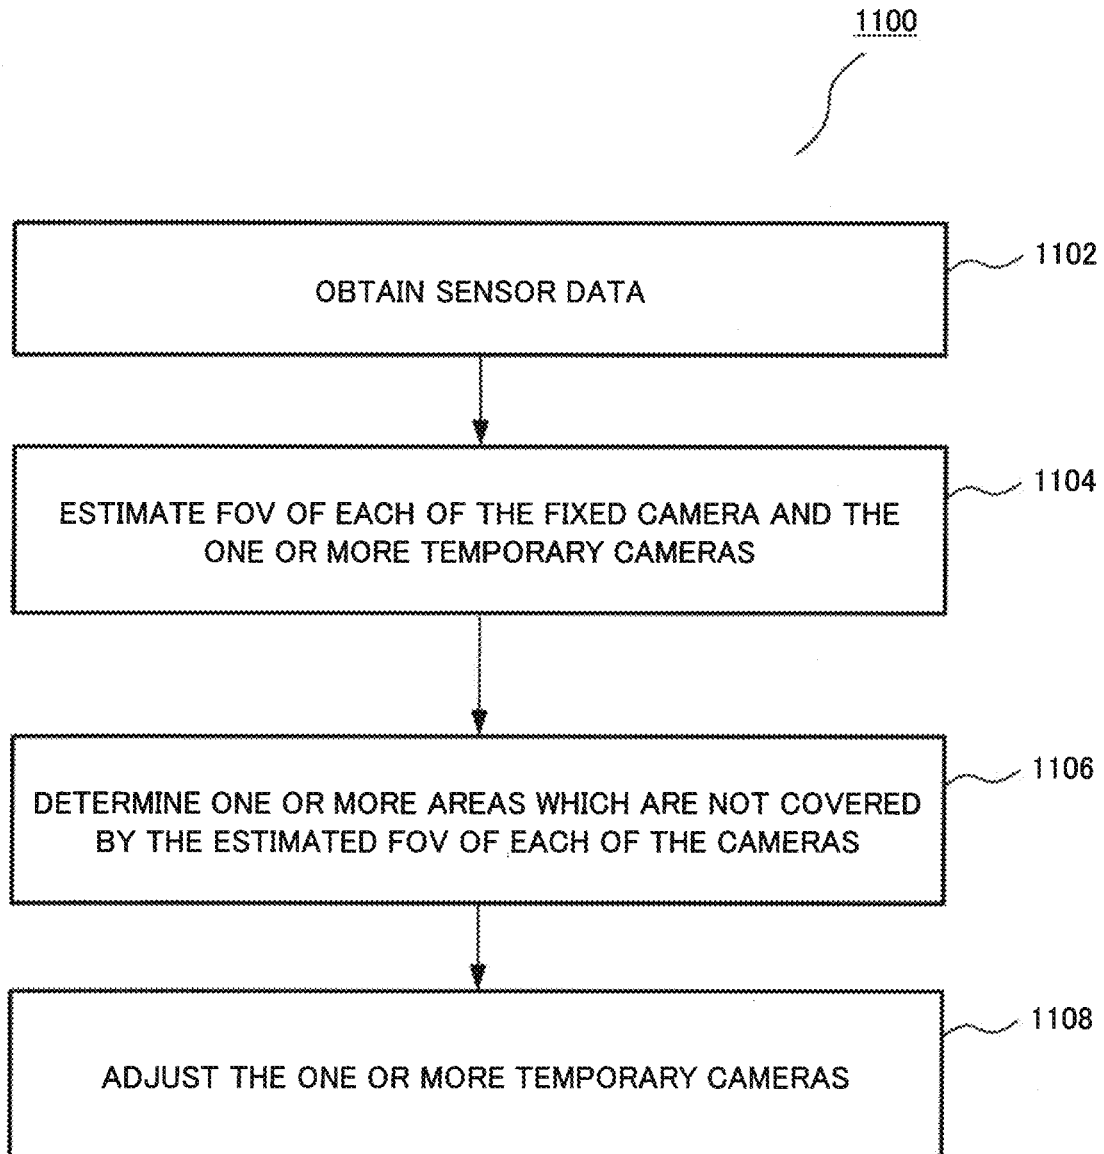 1100
OBTAIN SENSOR DATA
1102
ESTIMATE FOV OF EACH OF THE FIXED CAMERA AND THE
ONE OR MORE TEMPORARY CAMERAS
1104
DETERMINE ONE OR MORE AREAS WHICH ARE NOT COVERED
BY THE ESTIMATED FOV OF EACH OF THE CAMERAS
1106
ADJUST THE ONE OR MORE TEMPORARY CAMERAS
1108